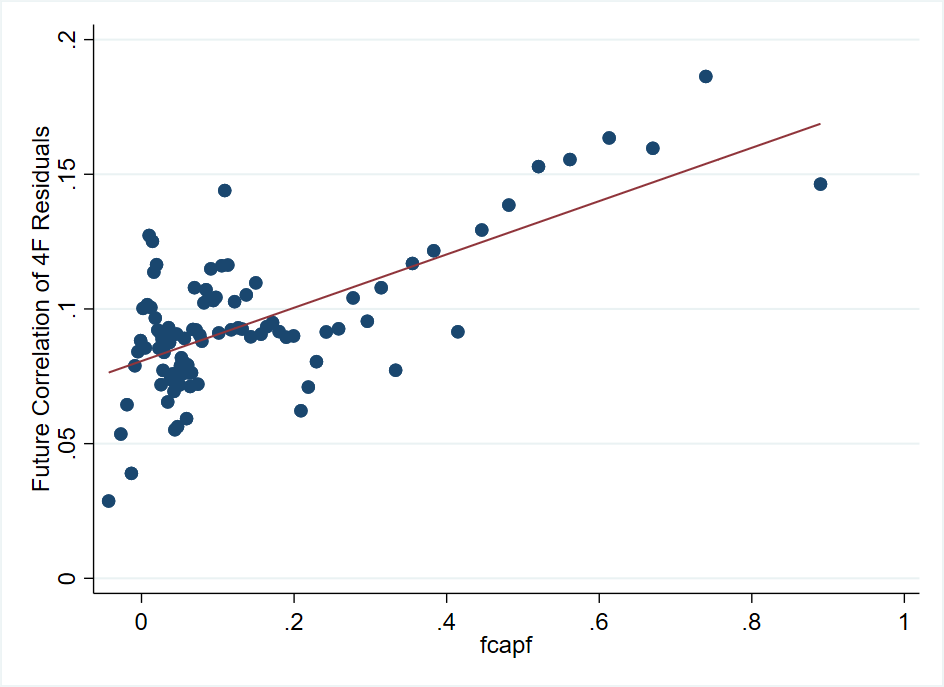 Future Correlation of 4F Residuals
.2
.15
.1
.05
0
0 .2 .4 .6 .8 1
fcapf